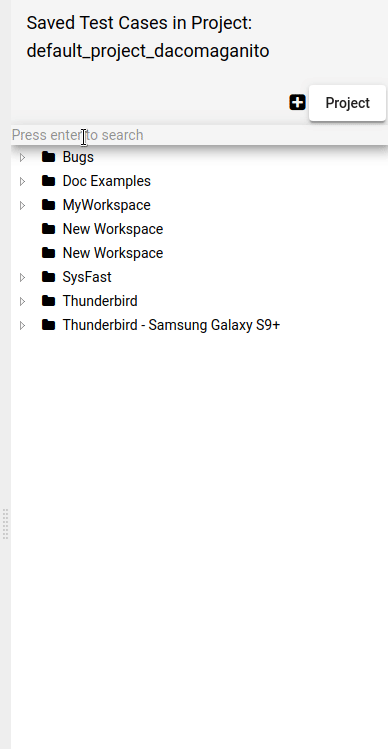 Saved Test Cases in Project:
default_project_dacomaganito
Project
Press enter to search
Bugs
Doc Examples
MyWorkspace
New Workspace
New Workspace
SysFast
Thunderbird
Thunderbird - Samsung Galaxy S9+